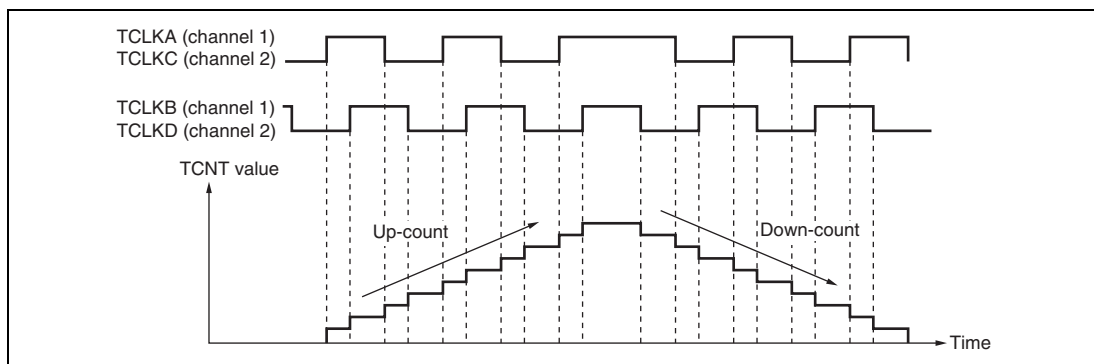 TCLKA (channel 1)
TCLKC (channel 2)
TCLKB (channel 1)
TCLKD (channel 2)
TCNT value
Up-count
Down-count
Time